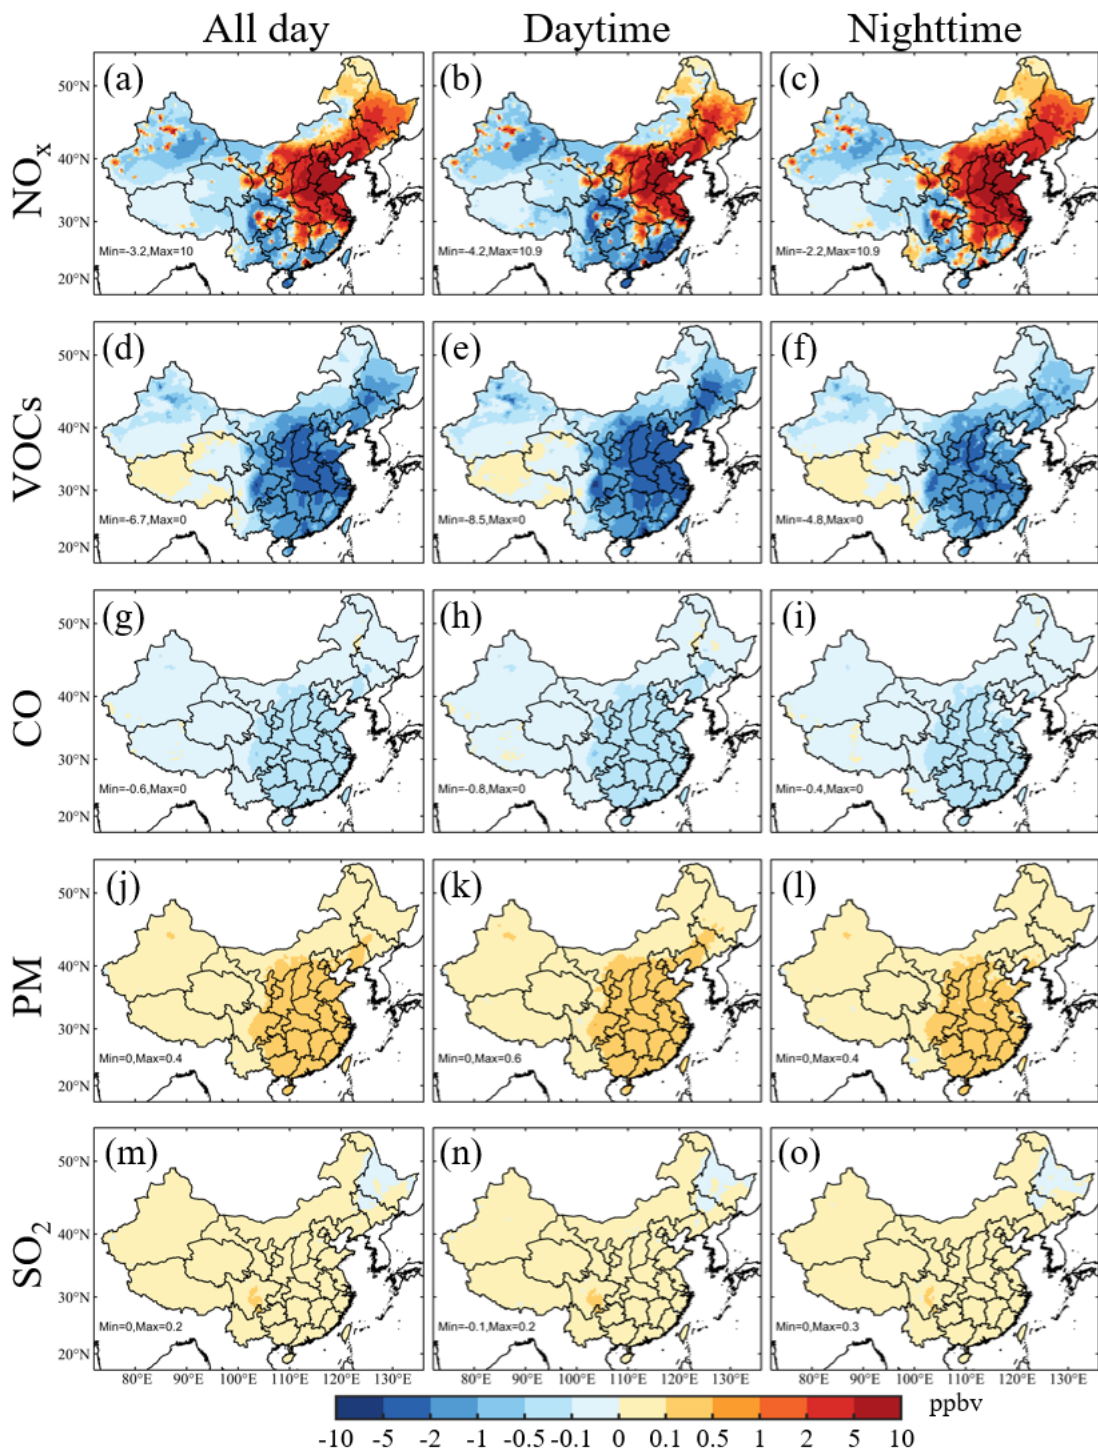 All day Daytime Nighttime
NOx
(a) (b) (c)
50°N
40°N
30°N
20°N
Min=-3.2,Max=10 Min=-4.2,Max=10.9 Min=-2.2,Max=10.9
VOCs
(d) (e) (f)
50°N
40°N
30°N
20°N
Min=-6.7,Max=0 Min=-8.5,Max=0 Min=-4.8,Max=0
CO
(g) (h) (i)
50°N
40°N
30°N
20°N
Min=-0.6,Max=0 Min=-0.8,Max=0 Min=-0.4,Max=0
PM
(j) (k) (l)
50°N
40°N
30°N
20°N
Min=0,Max=0.4 Min=0,Max=0.6 Min=0,Max=0.4
SO2
(m) (n) (o)
50°N
40°N
30°N
20°N
Min=0,Max=0.2 Min=-0.1,Max=0.2 Min=0,Max=0.3
80°E 90°E 100°E 110°E 120°E 130°E 80°E 90°E 100°E 110°E 120°E 130°E 80°E 90°E 100°E 110°E 120°E 130°E
ppbv
-10 -5 -2 -1 -0.5 -0.1 0 0.1 0.5 1 2 5 10